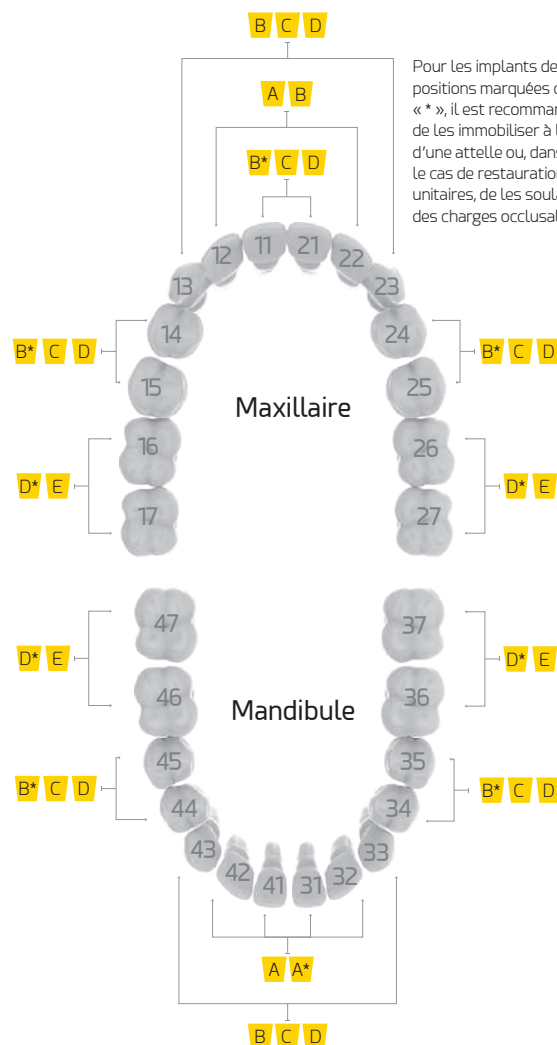 B C D
Pour les implants de
positions marquées
« * », il est recomman
de les immobiliser à
d'une attelle ou, dans
le cas de restauration
unitaires, de les soula
des charges occlusal
A B
B* C D
11 21
12 22
13 23
14 24
B* C D
B* C D
15 25
Maxillaire
16 26
D* E
D* E
17 27
47 37
D* E
D* E
46 36
Mandibule
45 35
B* C D
B* C D
44 34
43 33
42 41 31 32
A A*
B C D